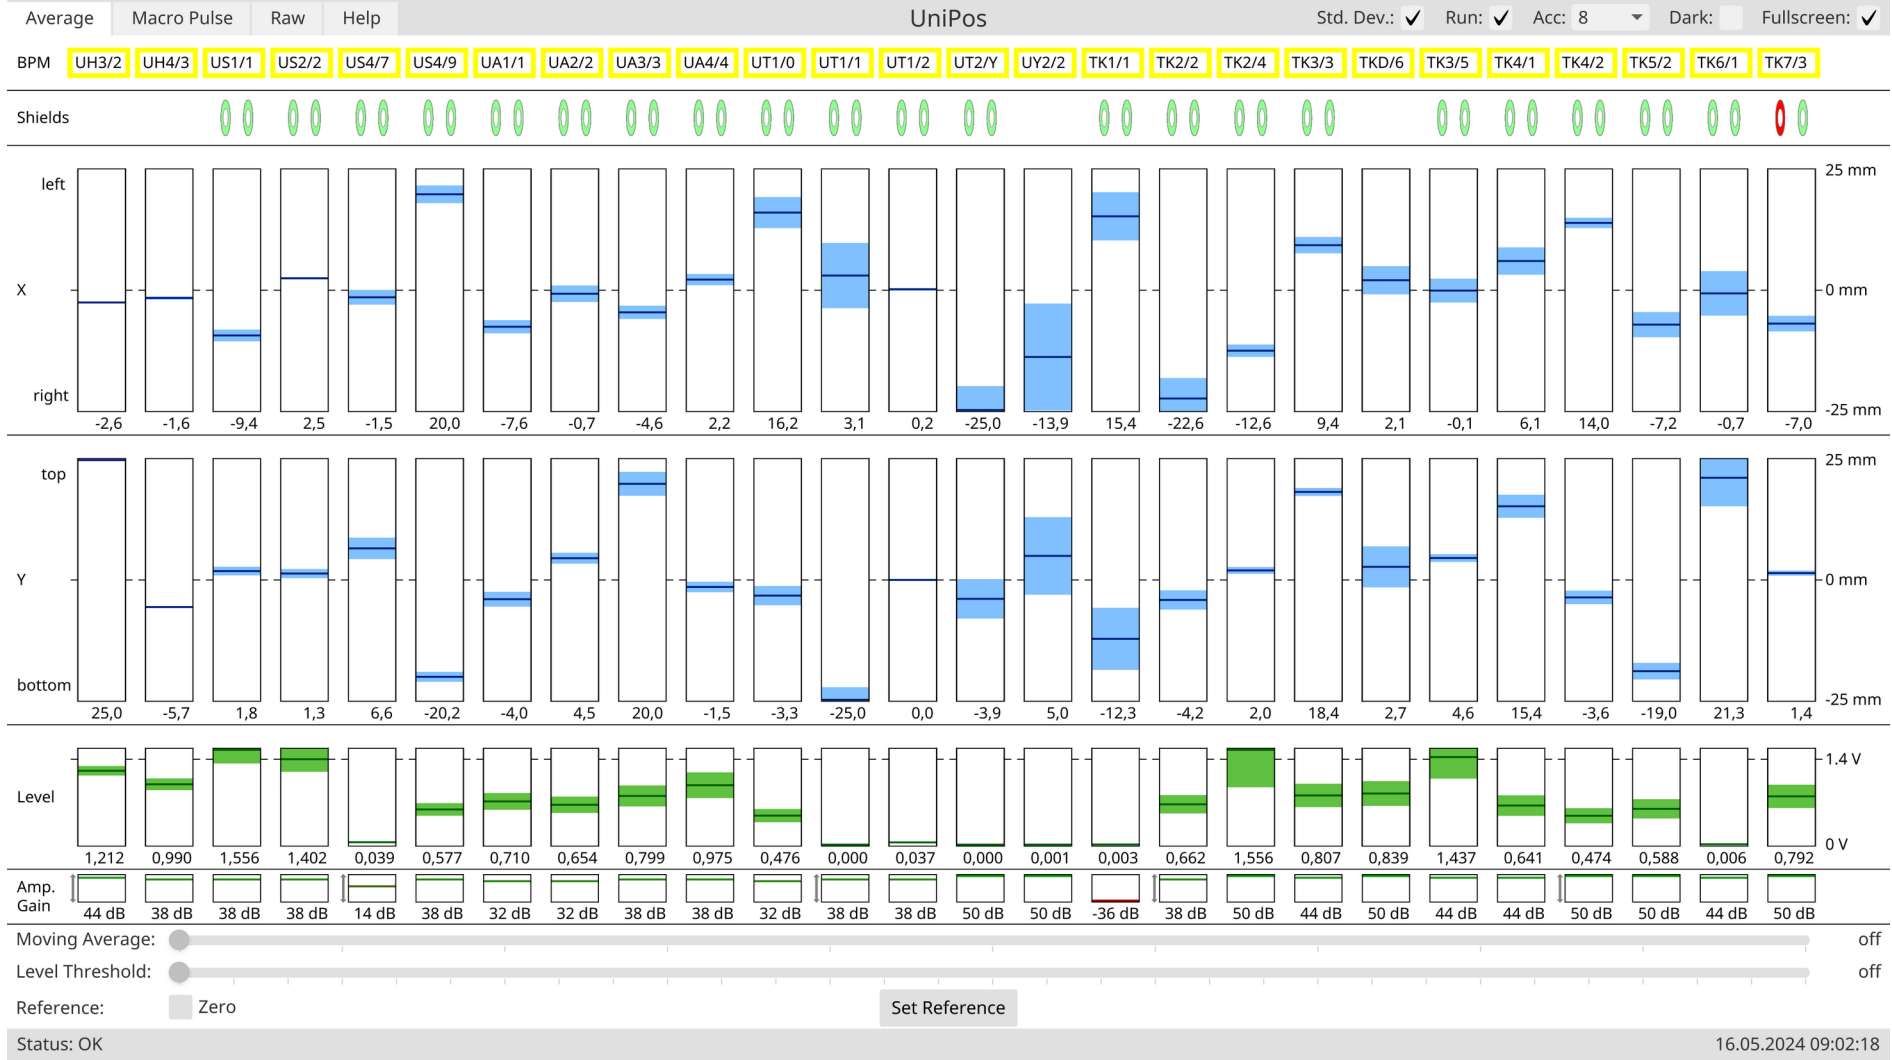 Average Macro Pulse Raw Help UniPos Std. Dev.: Run: Acc: 8 Dark: Fullscreen:
BPM UH3/2 UH4/3 US1/1 US2/2 US4/7 US4/9 UA1/1 UA2/2 UA3/3 UA4/4 UT1/0 UT1/1 UT1/2 UT2/Y UY2/2 TK1/1 TK2/2 TK2/4 TK3/3 TKD/6 TK3/5 TK4/1 TK4/2 TK5/2 TK6/1 TK7/3
Shields
left 25 mm
X 0 mm
right -25 mm
-2,6 -1,6 -9,4 2,5 -1,5 20,0 -7,6 -0,7 -4,6 2,2 16,2 3,1 0,2 -25,0 -13,9 15,4 -22,6 -12,6 9,4 2,1 -0,1 6,1 14,0 -7,2 -0,7 -7,0
top 25 mm
Y 0 mm
bottom -25 mm
25,0 -5,7 1,8 1,3 6,6 -20,2 -4,0 4,5 20,0 -1,5 -3,3 -25,0 0,0 -3,9 5,0 -12,3 -4,2 2,0 18,4 2,7 4,6 15,4 -3,6 -19,0 21,3 1,4
1.4 V
Level
0 V
1,212 0,990 1,556 1,402 0,039 0,577 0,710 0,654 0,799 0,975 0,476 0,000 0,037 0,000 0,001 0,003 0,662 1,556 0,807 0,839 1,437 0,641 0,474 0,588 0,006 0,792
Amp.
Gain
44 dB 38 dB 38 dB 38 dB 14 dB 38 dB 32 dB 32 dB 38 dB 38 dB 32 dB 38 dB 38 dB 50 dB 50 dB -36 dB 38 dB 50 dB 44 dB 50 dB 44 dB 44 dB 50 dB 50 dB 44 dB 50 dB
Moving Average: off
Level Threshold: off
Reference: Zero Set Reference
Status: OK 16.05.2024 09:02:18